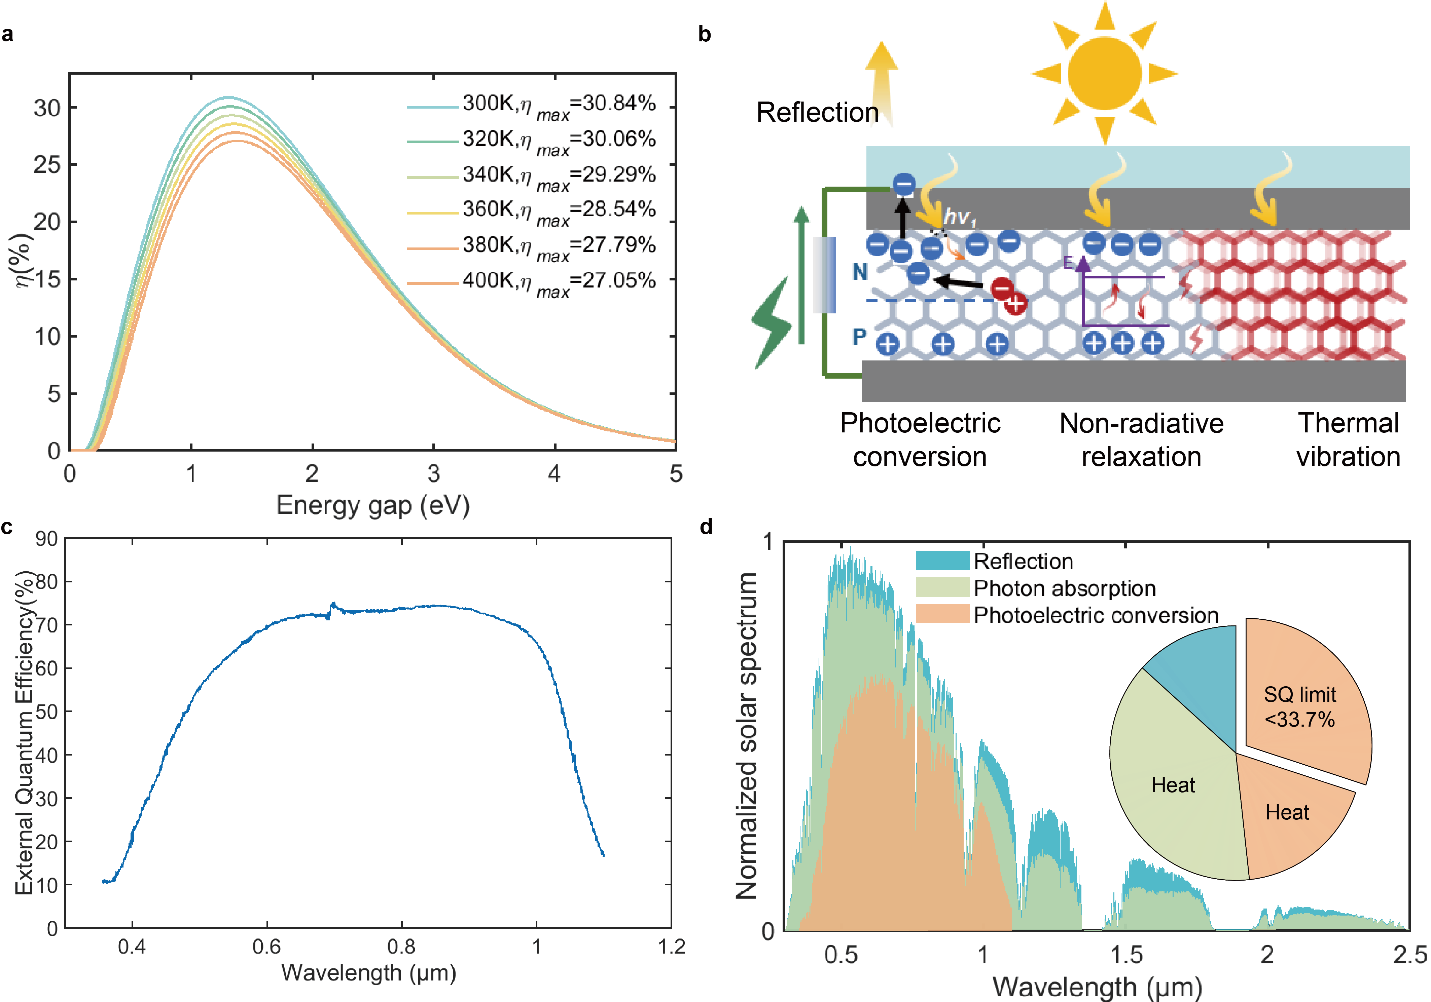 a
η(%)
30
25
20
15
10
5
0
0
1
2
3
4
5
Energy gap (eV)
300K,η max=30.84%
320K,η max=30.06%
340K,η max=29.29%
360K,η max=28.54%
380K,η max=27.79%
400K,η max=27.05%
b
Reflection
hv1
N
P
E
Photoelectric
conversion
Non-radiative
relaxation
Thermal
vibration
c
External Quantum Efficiency(%)
90
80
70
60
50
40
30
20
10
0
0.4
0.6
0.8
1
1.2
Wavelength (μm)
d
Normalized solar spectrum
1
0
0.5
1
1.5
2
2.5
Wavelength (μm)
Reflection
Photon absorption
Photoelectric conversion
SQ limit
<33.7%
Heat
Heat